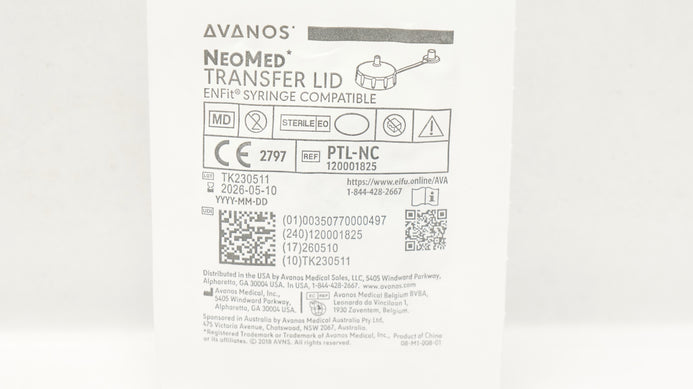 AVANOS*
NEOMED*
TRANSFER LID
ENFit® SYRINGE COMPATIBLE
MD 2 STERILE EO
CE 2797 REF PTL-NC
120001825
LOT TK230511
2026-05-10
YYYY-MM-DD
https://www.eifu.online/AVA
1-844-428-2667
UDI
(01)00350770000497
(240)120001825
(17)260510
(10)TK230511
Distributed in the USA by Avanos Medical Sales, LLC, 5405 Windward Parkway,
Alpharetta, GA 30004 USA. In USA, 1-844-428-2667. www.avanos.com
Avanos Medical, Inc.,
5405 Windward Parkway,
Alpharetta, GA 30004 USA.
EC REP Avanos Medical Belgium BVBA,
Leonardo da Vincilaan 1,
1930 Zaventem, Belgium.
Sponsored in Australia by Avanos Medical Australia Pty Ltd,
475 Victoria Avenue, Chatswood, NSW 2067, Australia.
*Registered Trademark or Trademark of Avanos Medical, Inc.,
or its affiliates. © 2018 AVNS. All rights reserved.
Product of China
08-M1-008-01